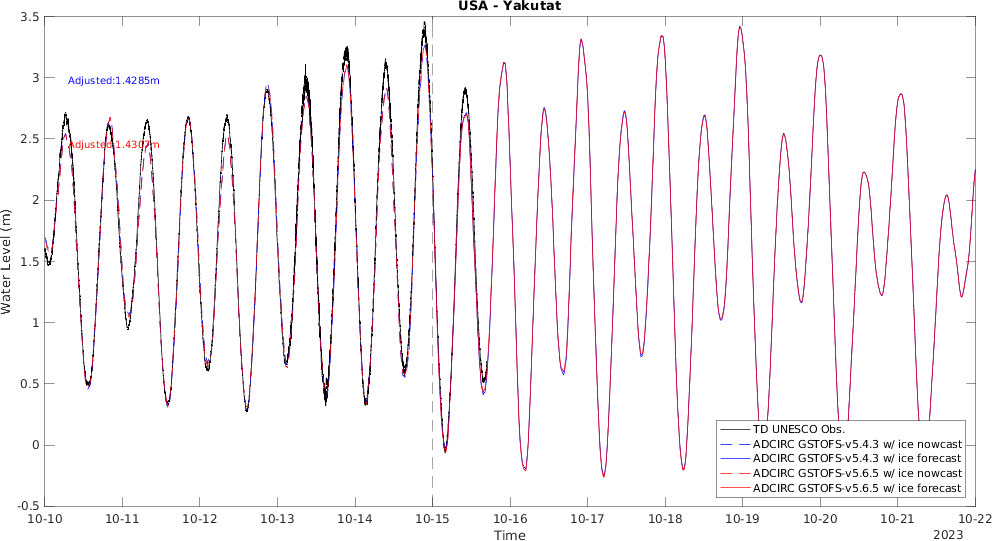 USA - Yakutat
3.5
3
2.5
2
1.5
1
0.5
0
-0.5
Water Level (m)
Adjusted:1.4285m
Adjusted:1.4307m
TD UNESCO Obs.
ADCIRC GSTOFS-v5.4.3 w/ ice nowcast
ADCIRC GSTOFS-v5.4.3 w/ ice forecast
ADCIRC GSTOFS-v5.6.5 w/ ice nowcast
ADCIRC GSTOFS-v5.6.5 w/ ice forecast
10-10 10-11 10-12 10-13 10-14 10-15 10-16 10-17 10-18 10-19 10-20 10-21 10-22
Time
2023